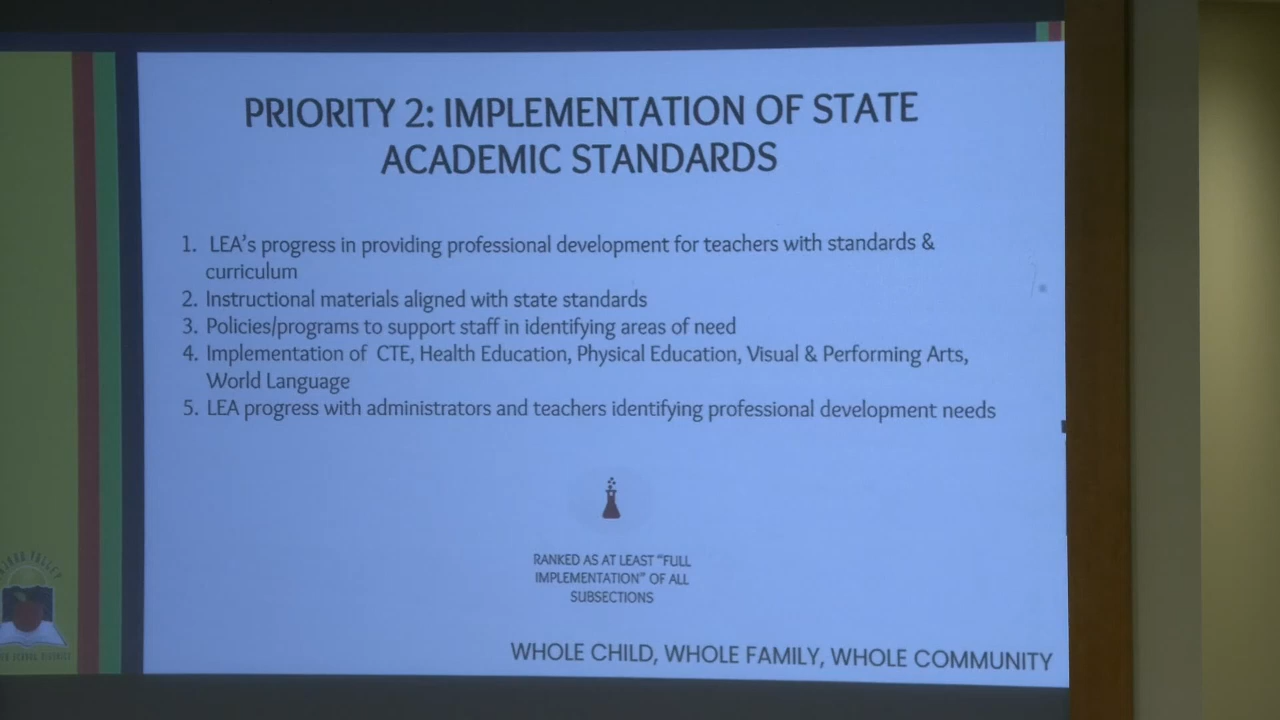 PRIORITY 2: IMPLEMENTATION OF STATE
ACADEMIC STANDARDS
1. LEA's progress in providing professional development for teachers with standards &
curriculum
2. Instructional materials aligned with state standards
3. Policies/programs to support staff in identifying areas of need
4. Implementation of CTE, Health Education, Physical Education, Visual & Performing Arts,
World Language
5. LEA progress with administrators and teachers identifying professional development needs
RANKED AS AT LEAST "FULL
IMPLEMENTATION" OF ALL
SUBSECTIONS
WHOLE CHILD, WHOLE FAMILY, WHOLE COMMUNITY
VALLEY
SCHOOL DISTRICT